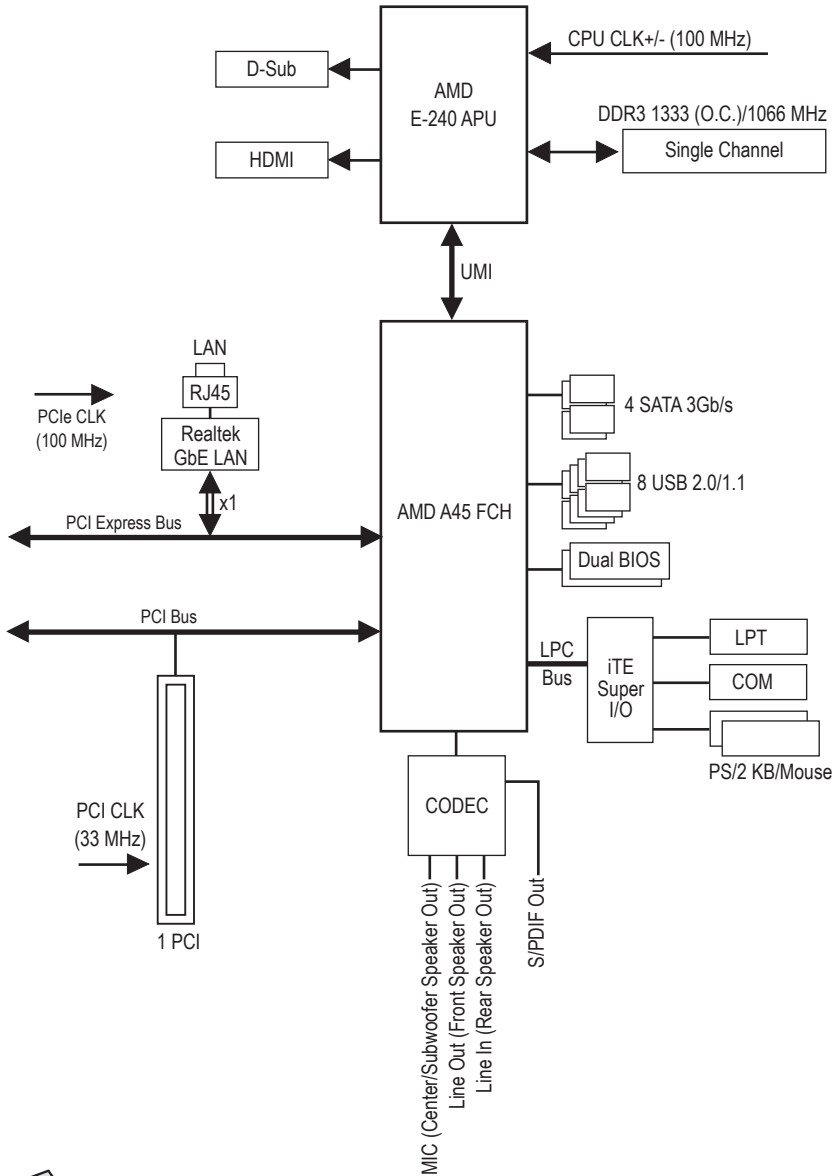 CPU CLK+/- (100 MHz)
D-Sub
AMD
E-240 APU
DDR3 1333 (O.C.)/1066 MHz
HDMI
Single Channel
UMI
LAN
RJ45
PCIe CLK
(100 MHz)
Realtek
GbE LAN
x1
PCI Express Bus
4 SATA 3Gb/s
8 USB 2.0/1.1
AMD A45 FCH
Dual BIOS
PCI Bus
LPC
Bus
iTE
Super
I/O
LPT
COM
PS/2 KB/Mouse
CODEC
PCI CLK
(33 MHz)
1 PCI
MIC (Center/Subwoofer Speaker Out)
Line Out (Front Speaker Out)
Line In (Rear Speaker Out)
S/PDIF Out